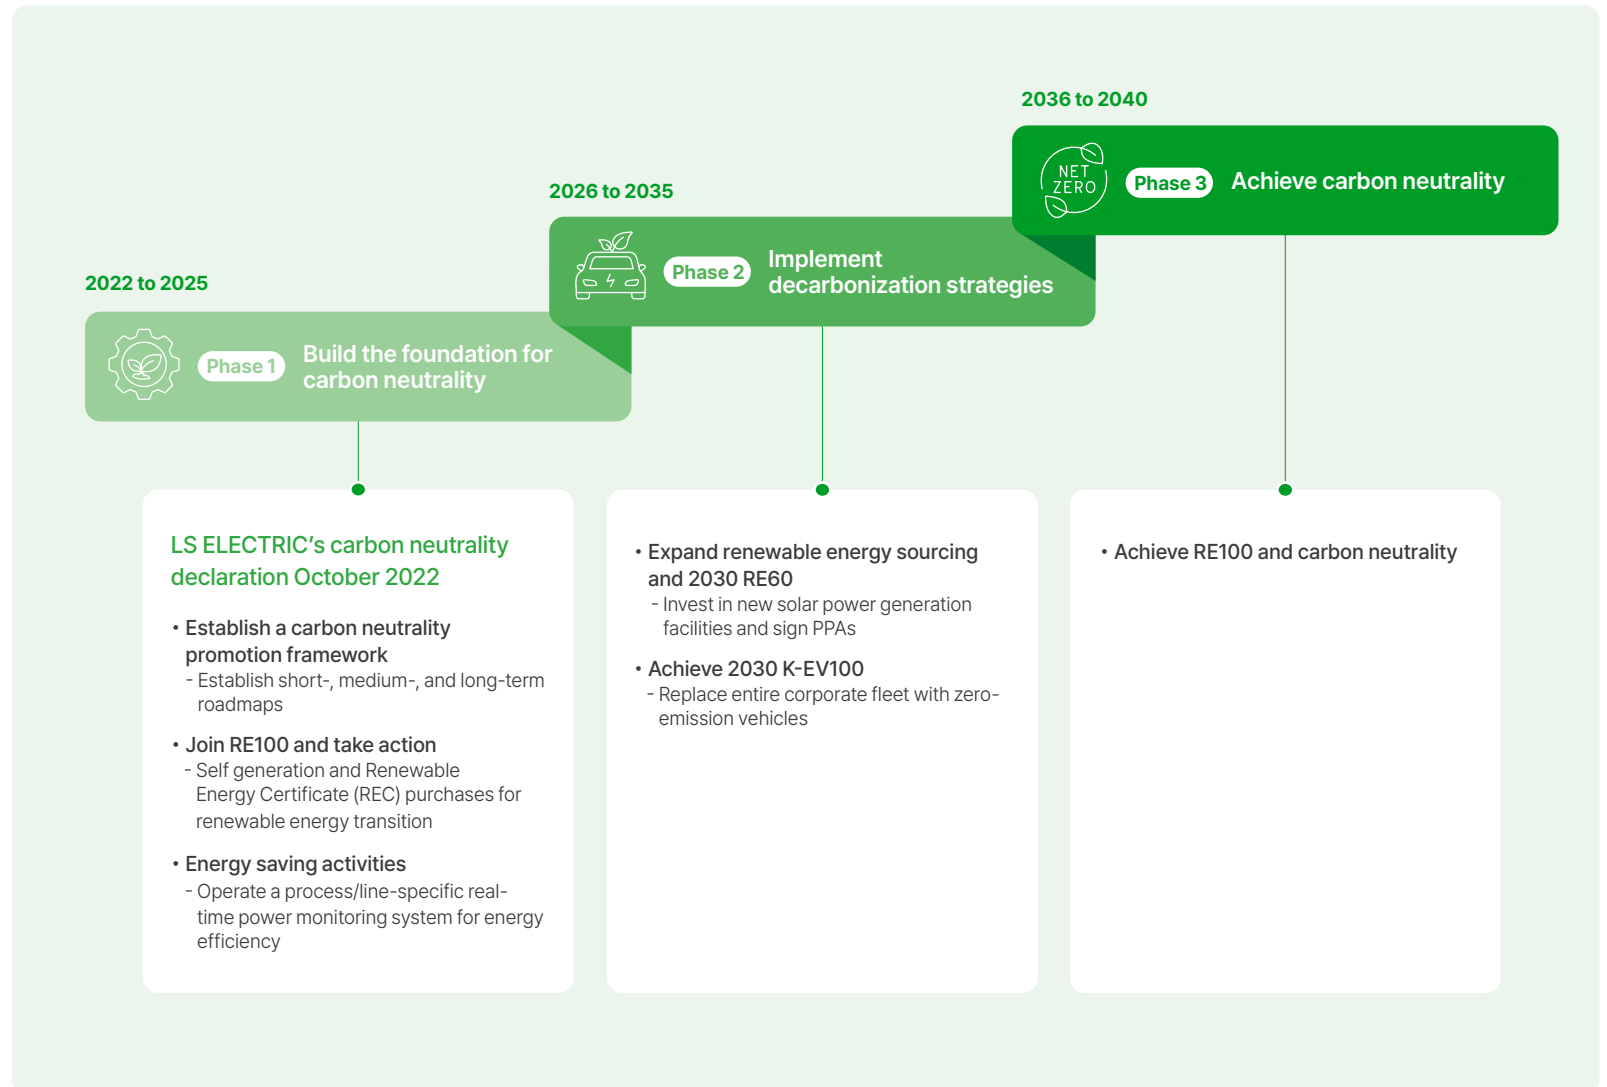 2022 to 2025
Phase 1
Build the foundation for
carbon neutrality
LS ELECTRIC’s carbon neutrality
declaration October 2022
• Establish a carbon neutrality
promotion framework
- Establish short-, medium-, and long-term
roadmaps
• Join RE100 and take action
- Self generation and Renewable
Energy Certificate (REC) purchases for
renewable energy transition
• Energy saving activities
- Operate a process/line-specific real-
time power monitoring system for energy
efficiency
2026 to 2035
Phase 2
Implement
decarbonization strategies
• Expand renewable energy sourcing
and 2030 RE60
- Invest in new solar power generation
facilities and sign PPAs
• Achieve 2030 K-EV100
- Replace entire corporate fleet with zero-
emission vehicles
2036 to 2040
NET
ZERO
Phase 3
Achieve carbon neutrality
• Achieve RE100 and carbon neutrality